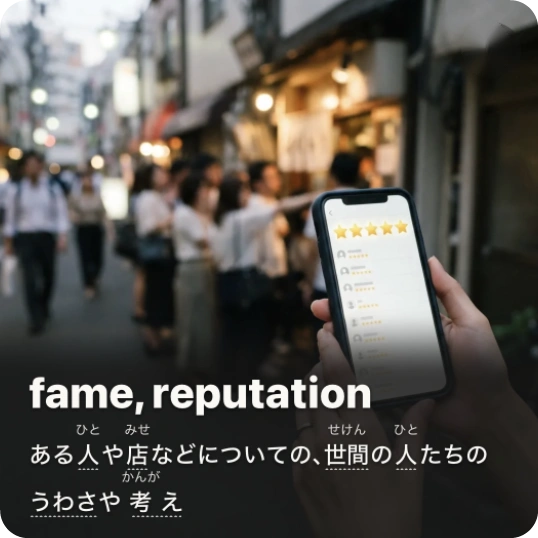 fame, reputation
ある人や店などについての、世間の人たちの
うわさや考え